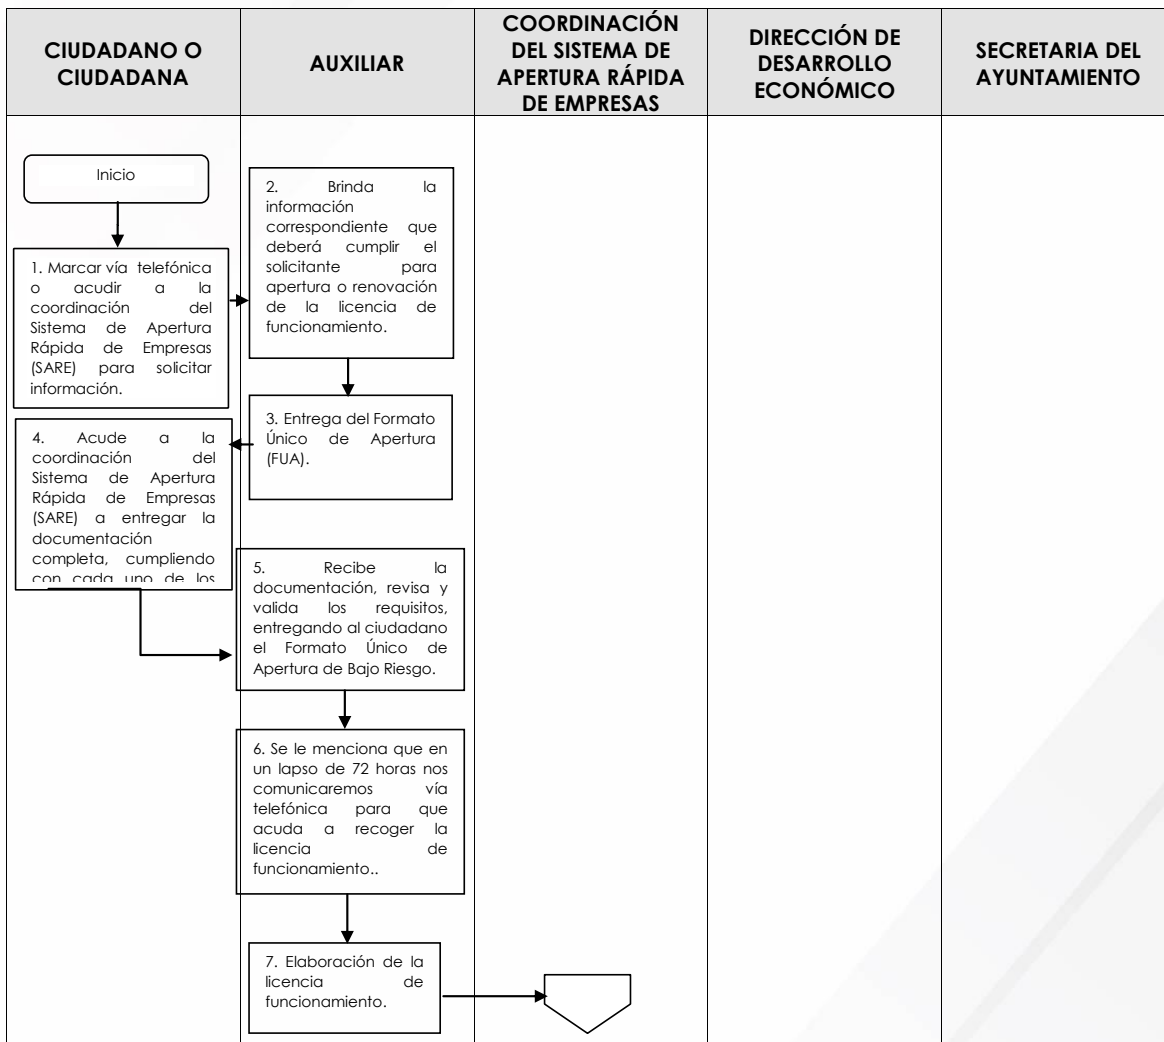 CIUDADANO O
CIUDADANA
AUXILIAR
COORDINACIÓN
DEL SISTEMA DE
APERTURA RÁPIDA
DE EMPRESAS
DIRECCIÓN DE
DESARROLLO
ECONÓMICO
SECRETARIA DEL
AYUNTAMIENTO
Inicio
1. Marcar vía telefónica
o acudir a la
coordinación del
Sistema de Apertura
Rápida de Empresas
(SARE) para solicitar
información.
2. Brinda la
información
correspondiente que
deberá cumplir el
solicitante para
apertura o renovación
de la licencia de
funcionamiento.
3. Entrega del Formato
Único de Apertura
(FUA).
4. Acude a la
coordinación del
Sistema de Apertura
Rápida de Empresas
(SARE) a entregar la
documentación
completa, cumpliendo
con cada uno de los
5. Recibe la
documentación, revisa y
valida los requisitos,
entregando al ciudadano
el Formato Único de
Apertura de Bajo Riesgo.
6. Se le menciona que en
un lapso de 72 horas nos
comunicaremos vía
telefónica para que
acuda a recoger la
licencia de
funcionamiento..
7. Elaboración de la
licencia de
funcionamiento.